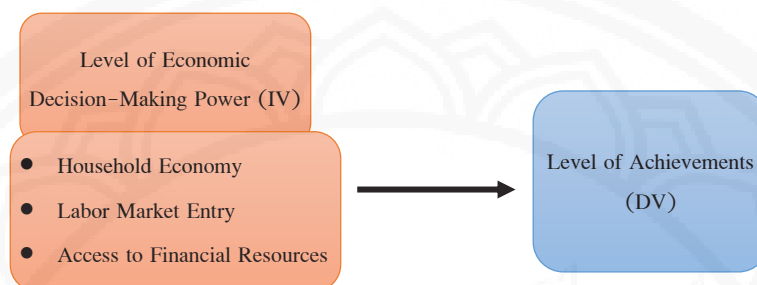 Level of Economic
Decision-Making Power (IV)
• Household Economy
• Labor Market Entry
• Access to Financial Resources
Level of Achievements
(DV)